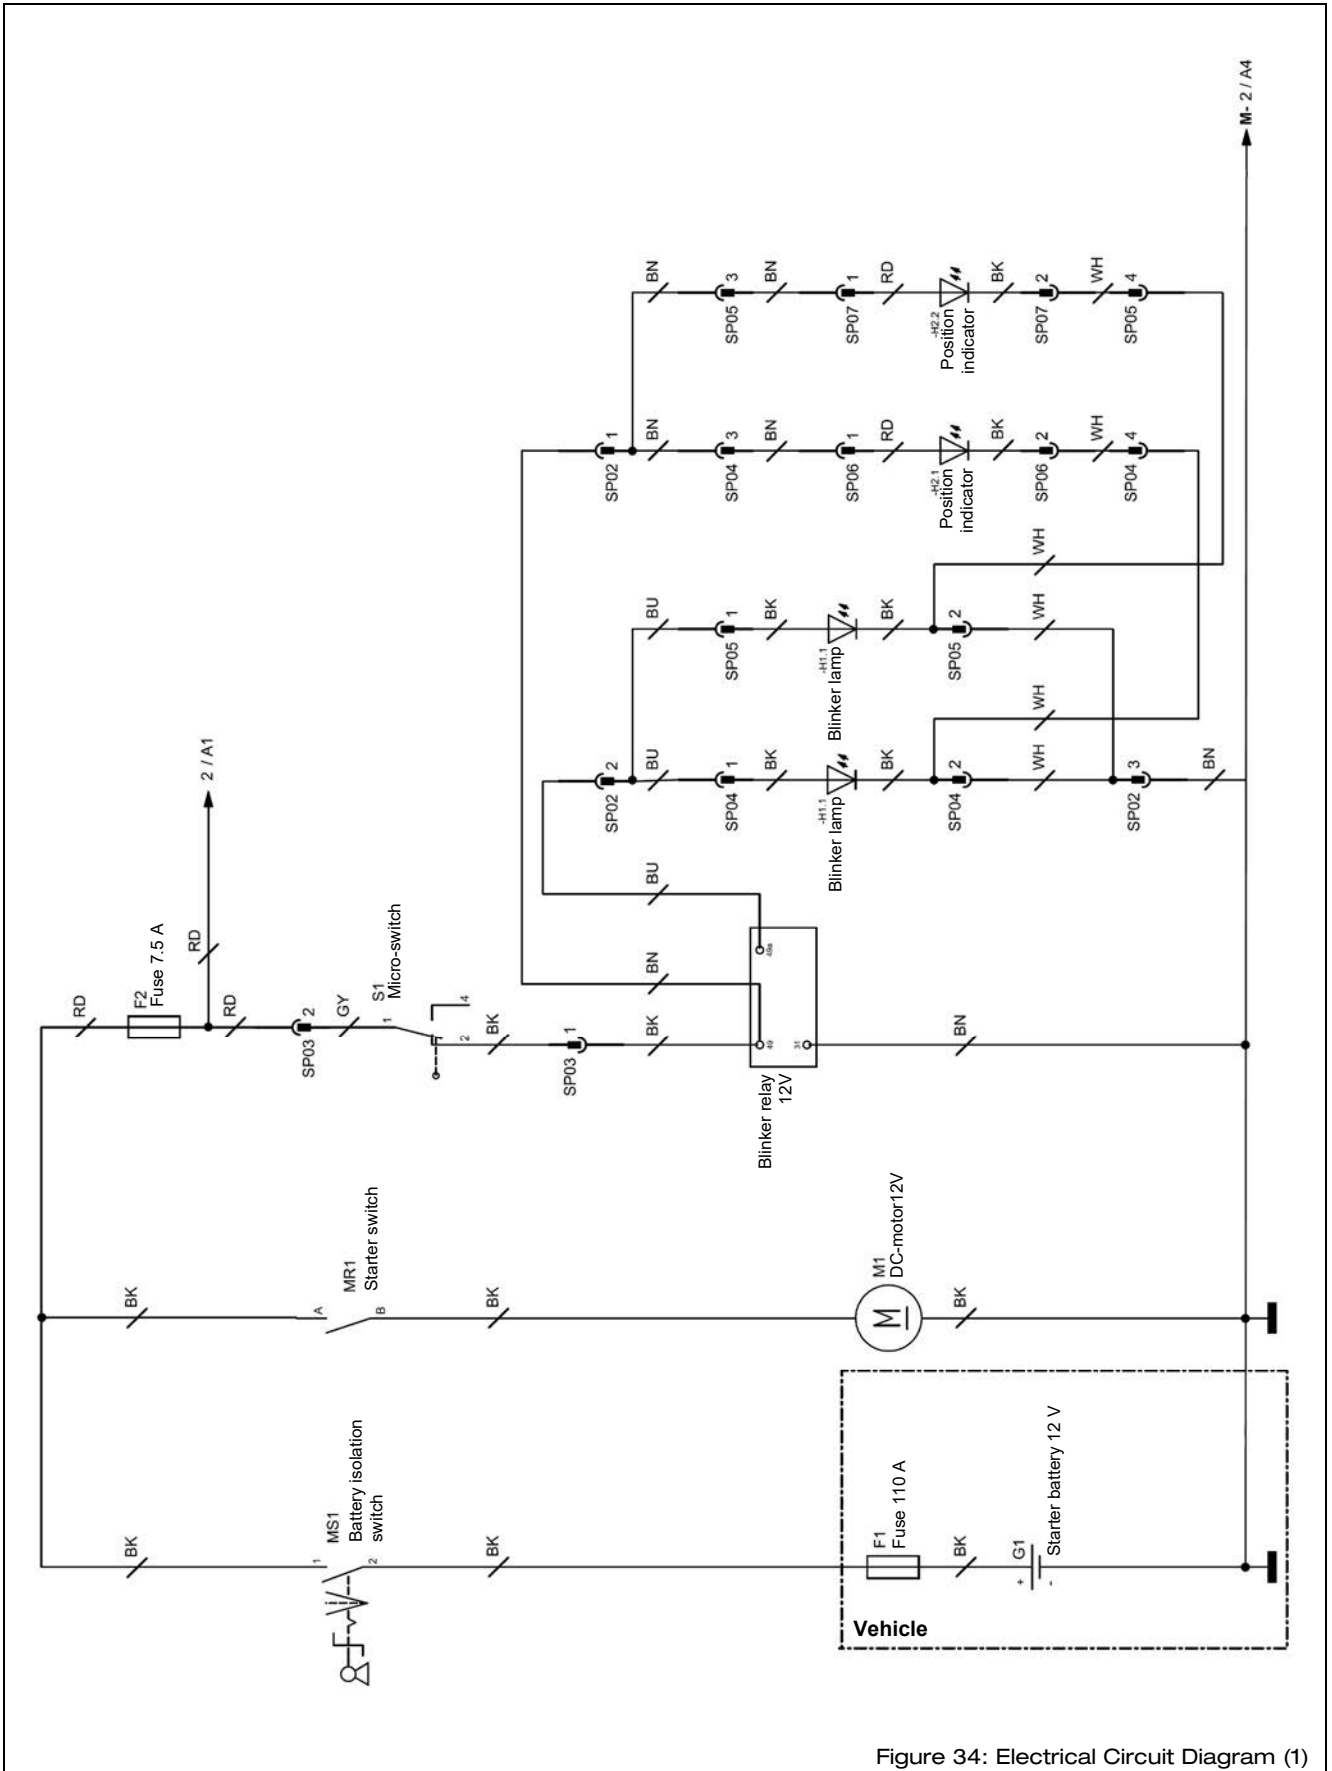 M- 2 / A4
2 / A1
RD
F2
Fuse 7.5 A
RD
RD
SP03
2
GY
S1
Micro-switch
1
2
4
BK
SP03
1
BK
49
49a
31
Blinker relay
12V
BN
BN
BU
SP02
1
BN
SP05
3
BN
SP07
1
RD
-H2.2
Position
indicator
BK
SP07
2
WH
SP05
4
BN
SP04
3
BN
SP06
1
RD
-H2.1
Position
indicator
BK
SP06
2
WH
SP04
4
WH
BU
SP05
1
BK
-H1.1
Blinker lamp
BK
SP05
2
WH
WH
SP02
2
BU
SP04
1
BK
-H1.1
Blinker lamp
BK
SP04
2
WH
SP02
3
BN
BK
A
MR1
Starter switch
B
BK
M1
DC-motor12V
M
BK
BK
1
MS1
Battery isolation
switch
2
BK
F1
Fuse 110 A
BK
G1
+
-
Starter battery 12 V
Vehicle
Figure 34: Electrical Circuit Diagram (1)